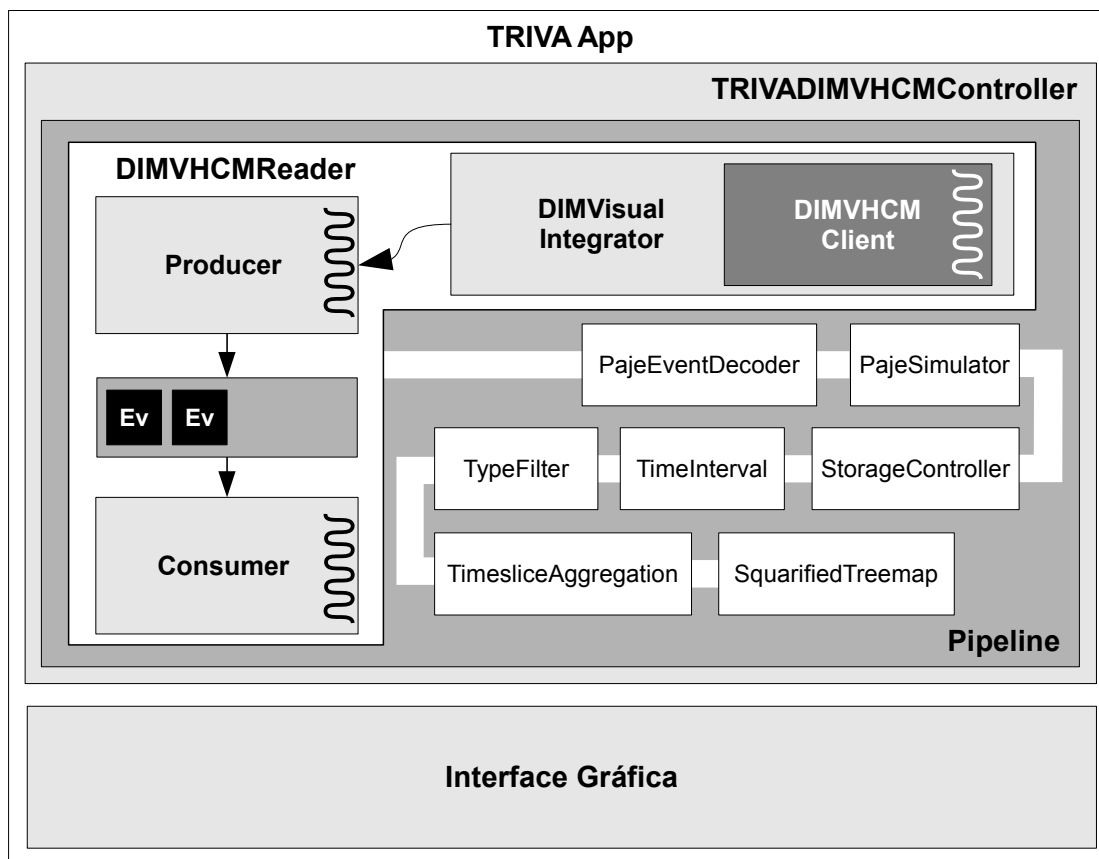 TRIVA App
TRIVADIMVHCMController
DIMVHCMReader
DIMVisual
Integrator
DIMVHCM
Client
Producer
Ev Ev
Consumer
PajeEventDecoder
PajeSimulator
TypeFilter
TimeInterval
StorageController
TimesliceAggregation
SquarifiedTreemap
Pipeline
Interface Gráfica